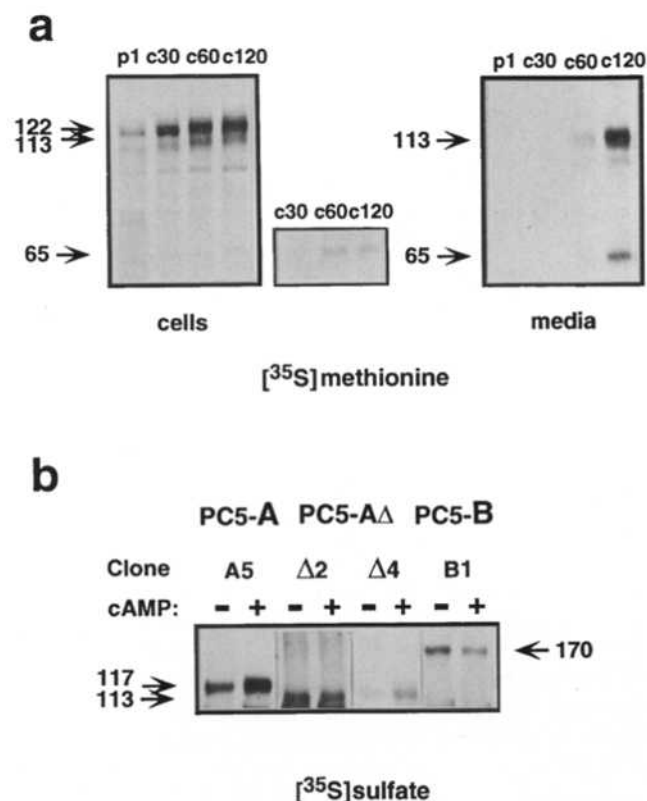 a
p1 c30 c60 c120
122
113
65
cells
c30 c60 c120
p1 c30 c60 c120
113
65
media
[³⁵S]methionine
b
PC5-A PC5-AΔ PC5-B
Clone A5 Δ2 Δ4 B1
cAMP: - + - + - + - +
117
113
170
[³⁵S]sulfate